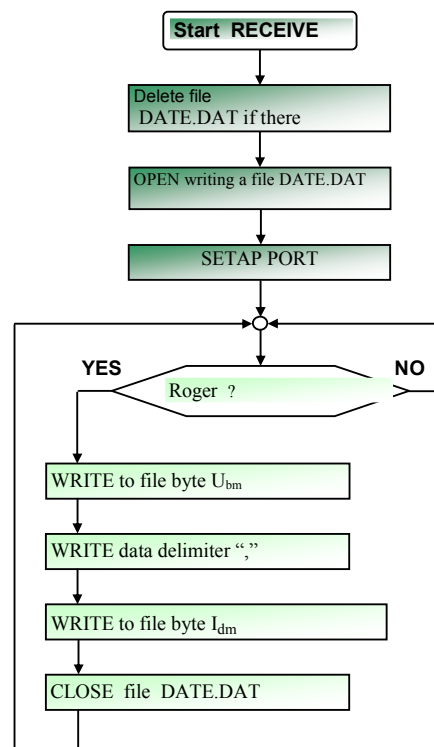 Start RECEIVE
Delete file
DATE.DAT if there
OPEN writing a file DATE.DAT
SETAP PORT
YES
NO
Roger ?
WRITE to file byte Ubm
WRITE data delimiter “,”
WRITE to file byte Idm
CLOSE file DATE.DAT